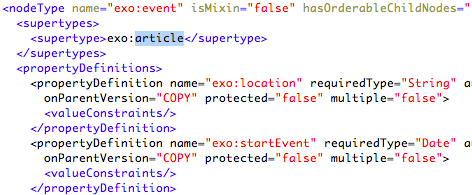 <nodeType name="exo:event" isMixin="false" hasOrderableChildNodes="
<supertypes>
<supertype>exo:article</supertype>
</supertypes>
<propertyDefinitions>
<propertyDefinition name="exo:location" requiredType="String" a
onParentVersion="COPY" protected="false" multiple="false">
<valueConstraints/>
</propertyDefinition>
<propertyDefinition name="exo:startEvent" requiredType="Date" a
onParentVersion="COPY" protected="false" multiple="false">
<valueConstraints/>
</propertyDefinition>